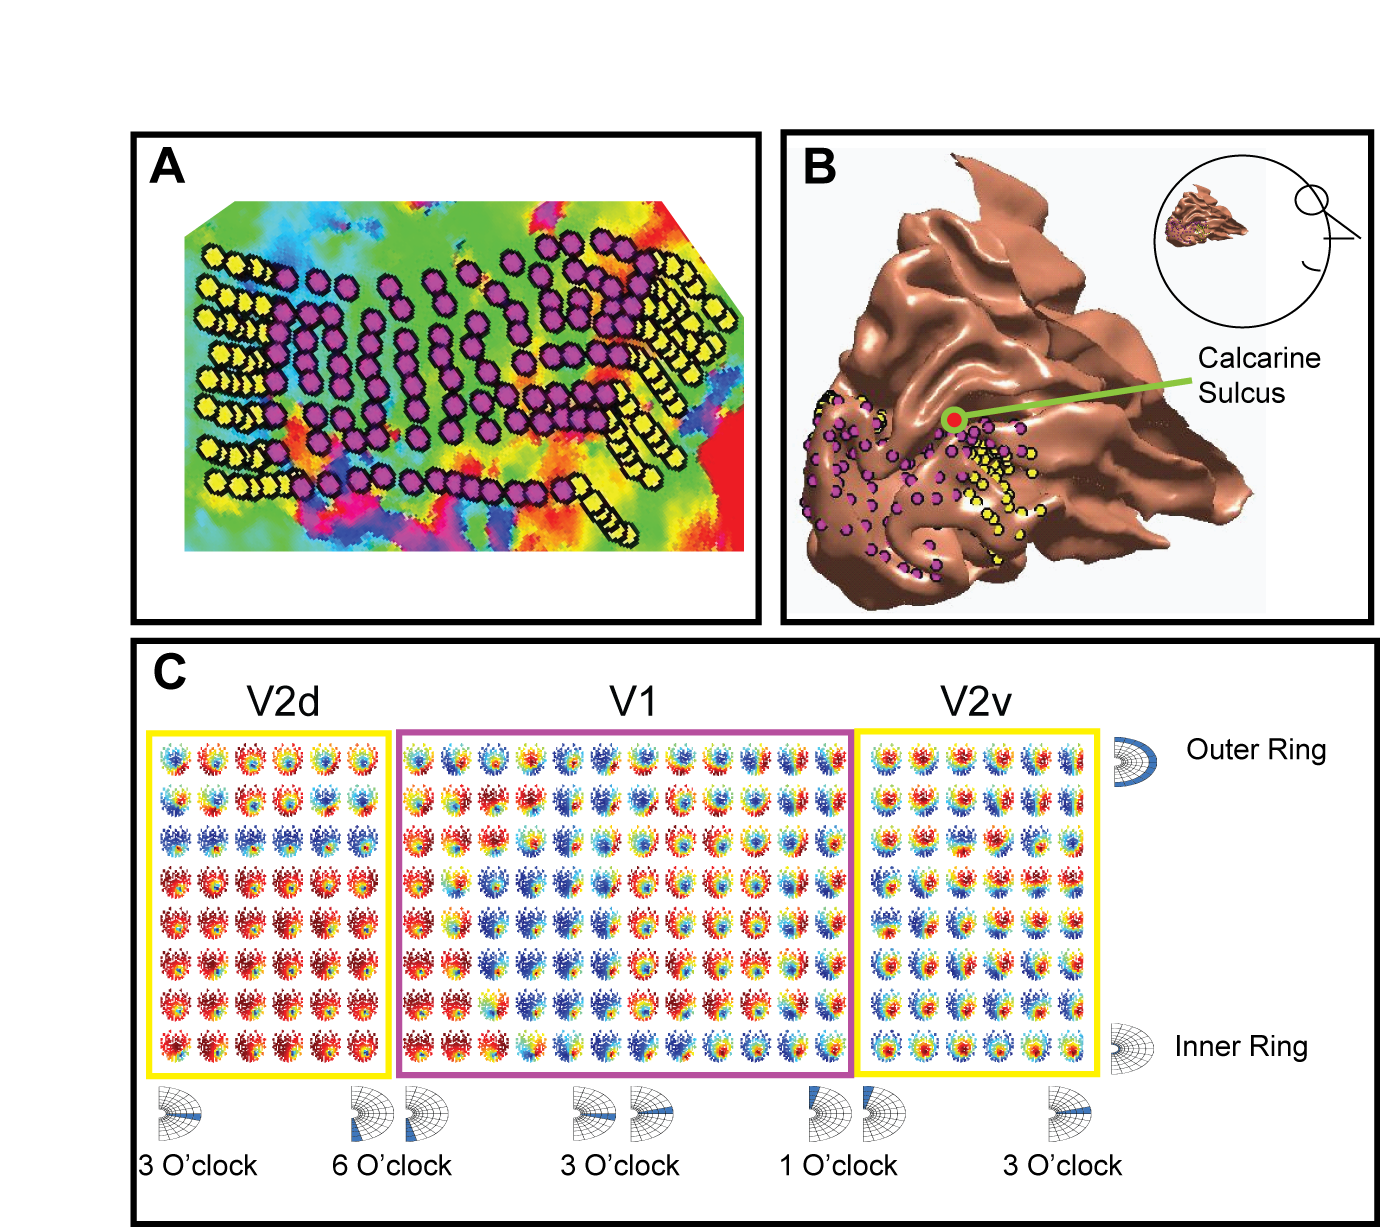 A
B
Calcarine
Sulcus
C
V2d
V1
V2v
Outer Ring
Inner Ring
3 O'clock
6 O'clock
3 O'clock
1 O'clock
3 O'clock